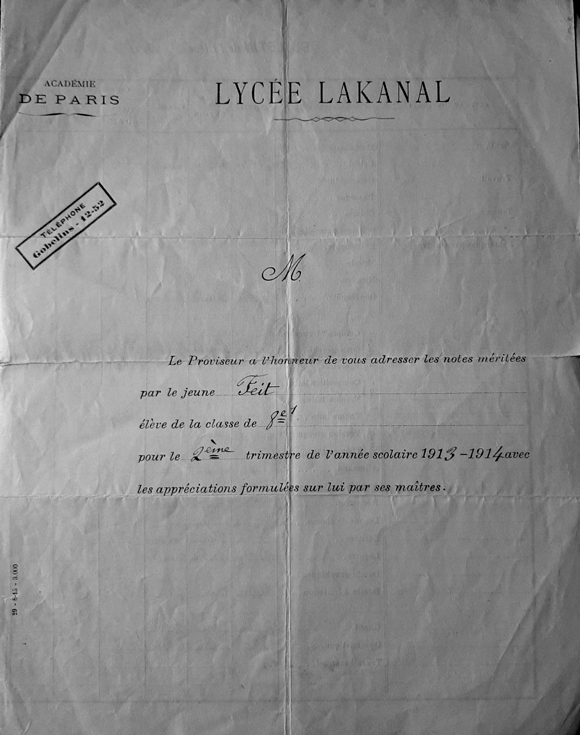 ACADÉMIE
DE PARIS
LYCÉE LAKANAL
TÉLÉPHONE
Gobelins - 12-52
M
Le Proviseur a l'honneur de vous adresser les notes méritées
par le jeune Feit
élève de la classe de 8e 1
pour le 2ème trimestre de l'année scolaire 1913-1914 avec
les appréciations formulées sur lui par ses maîtres.